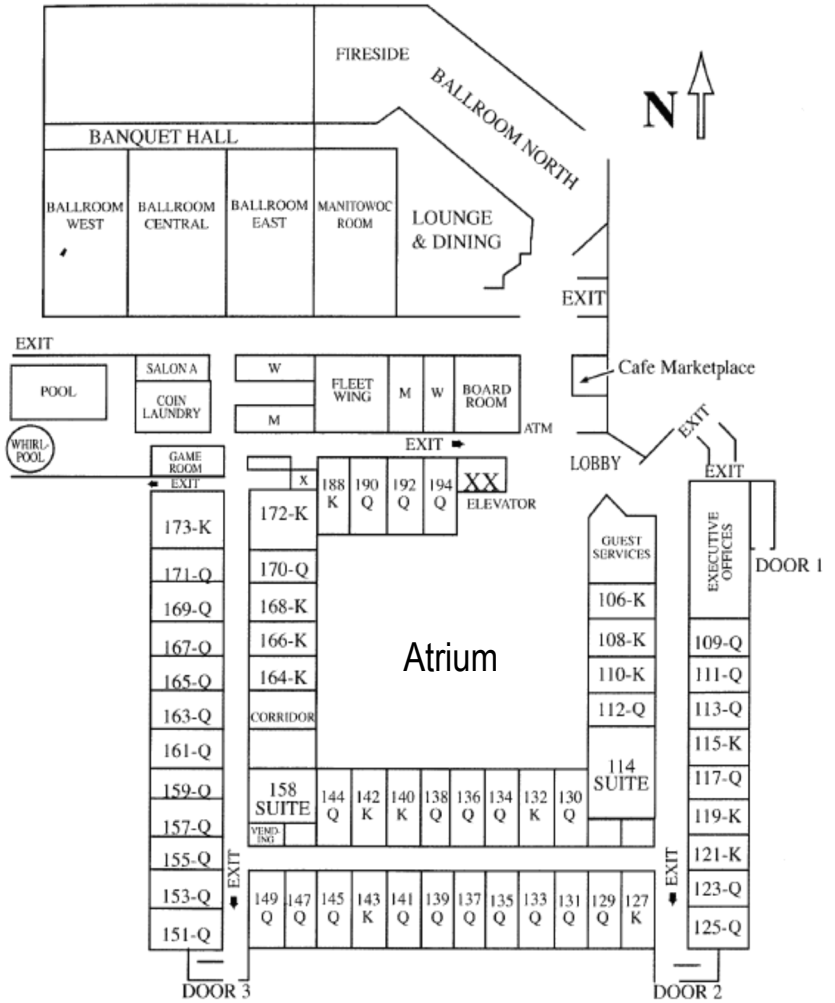 FIRESIDE
BALLROOM NORTH
N
BANQUET HALL
BALLROOM
WEST
BALLROOM
CENTRAL
BALLROOM
EAST
MANITOWOC
ROOM
LOUNGE
& DINING
EXIT
EXIT
POOL
SALON A
COIN
LAUNDRY
W
M
FLEET
WING
M
W
BOARD
ROOM
Cafe Marketplace
ATM
EXIT
LOBBY
EXIT
EXIT
WHIRL-
POOL
GAME
ROOM
EXIT
X
188
K
190
Q
192
Q
194
Q
XX
ELEVATOR
GUEST
SERVICES
EXECUTIVE
OFFICES
DOOR 1
173-K
171-Q
169-Q
167-Q
165-Q
163-Q
161-Q
159-Q
157-Q
155-Q
153-Q
151-Q
172-K
170-Q
168-K
166-K
164-K
CORRIDOR
158
SUITE
VEND-
ING
Atrium
106-K
108-K
110-K
112-Q
114
SUITE
109-Q
111-Q
113-Q
115-K
117-Q
119-K
121-K
123-Q
125-Q
144
Q
142
K
140
K
138
Q
136
Q
134
Q
132
K
130
Q
EXIT
EXIT
149
Q
147
Q
145
Q
143
K
141
Q
139
Q
137
Q
135
Q
133
Q
131
Q
129
Q
127
K
DOOR 3
DOOR 2